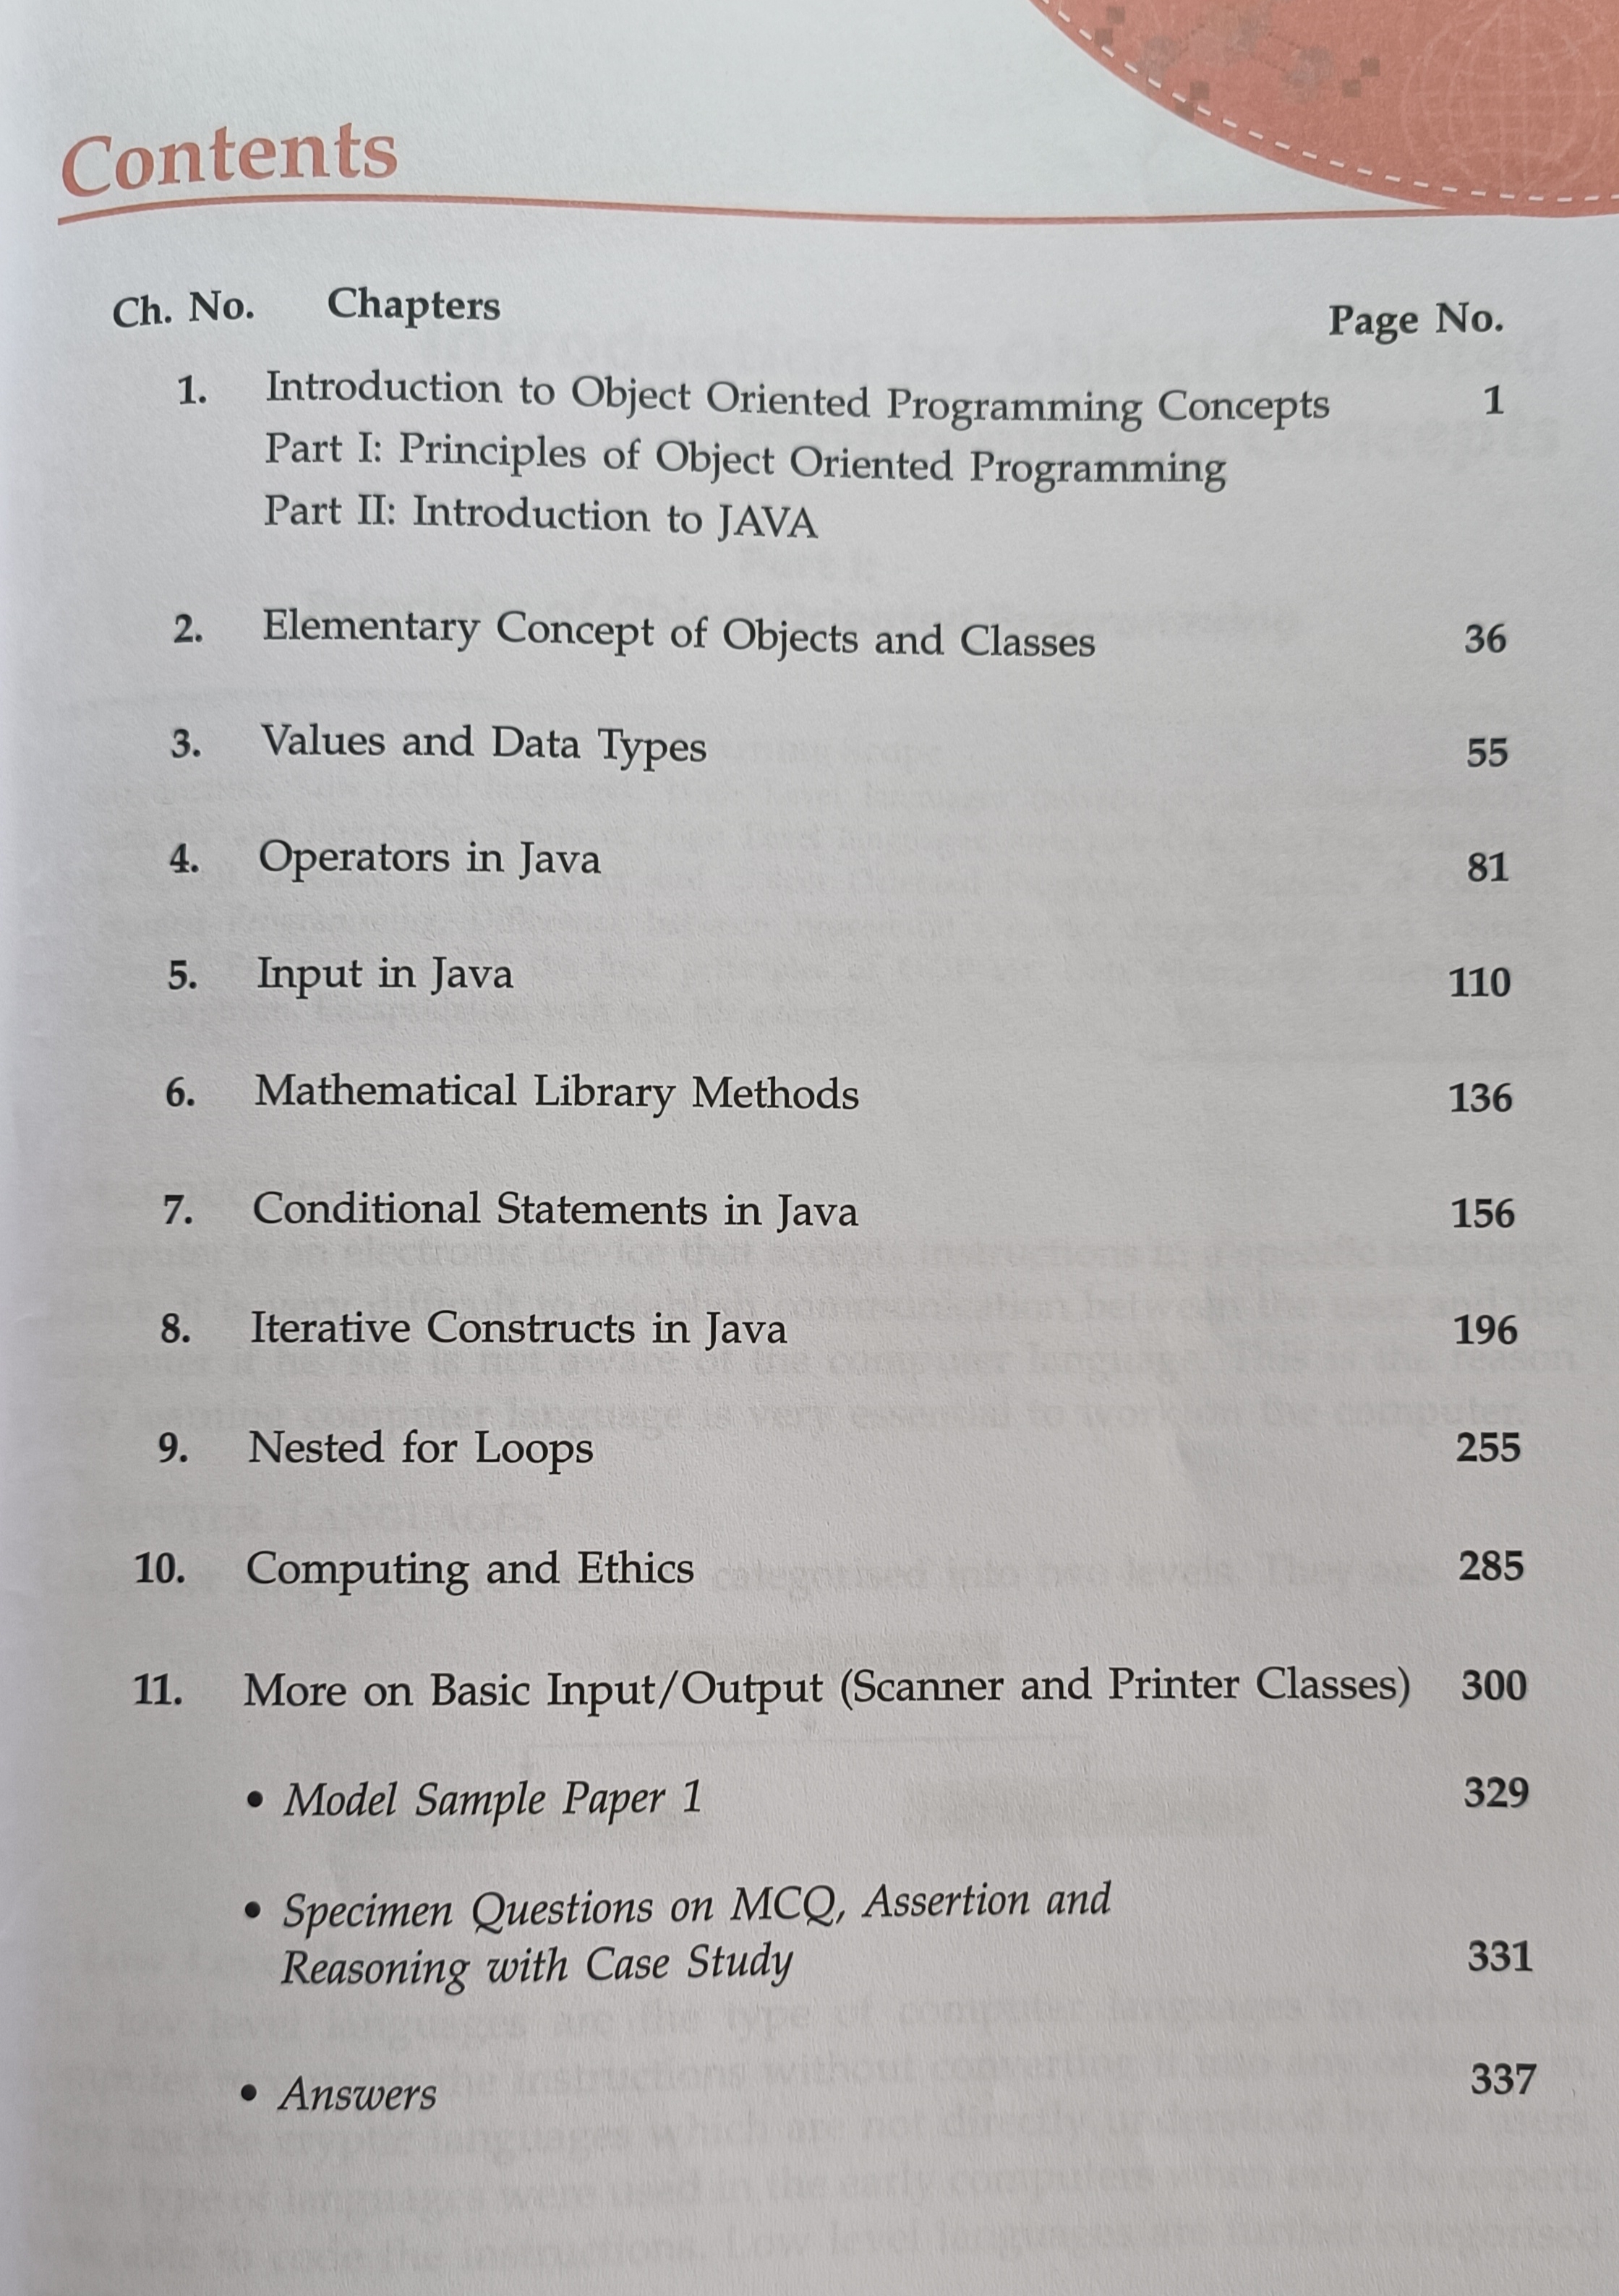 Contents
Ch. No. Chapters Page No.
1. Introduction to Object Oriented Programming Concepts 1
Part I: Principles of Object Oriented Programming
Part II: Introduction to JAVA
2. Elementary Concept of Objects and Classes 36
3. Values and Data Types 55
4. Operators in Java 81
5. Input in Java 110
6. Mathematical Library Methods 136
7. Conditional Statements in Java 156
8. Iterative Constructs in Java 196
9. Nested for Loops 255
10. Computing and Ethics 285
11. More on Basic Input/Output (Scanner and Printer Classes) 300
• Model Sample Paper 1 329
• Specimen Questions on MCQ, Assertion and
Reasoning with Case Study 331
• Answers 337